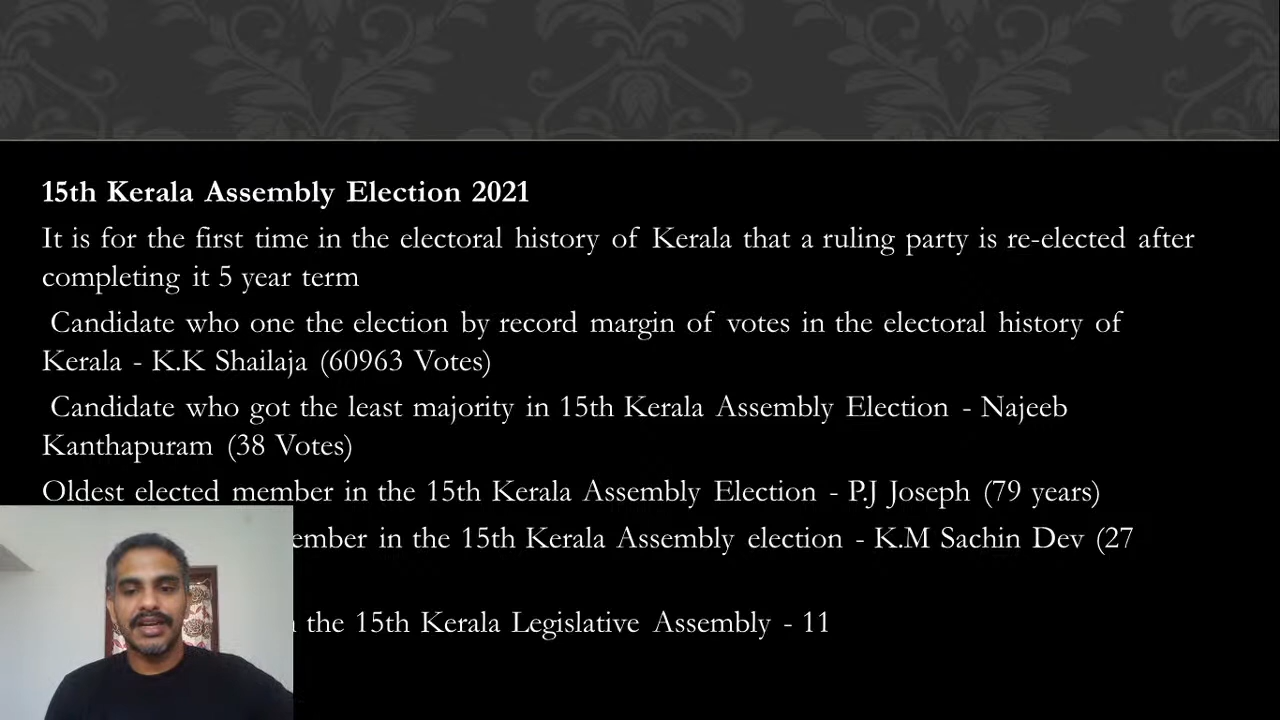 15th Kerala Assembly Election 2021
It is for the first time in the electoral history of Kerala that a ruling party is re-elected after
completing it 5 year term
Candidate who one the election by record margin of votes in the electoral history of
Kerala - K.K Shailaja (60963 Votes)
Candidate who got the least majority in 15th Kerala Assembly Election - Najeeb
Kanthapuram (38 Votes)
Oldest elected member in the 15th Kerala Assembly Election - P.J Joseph (79 years)
ember in the 15th Kerala Assembly election - K.M Sachin Dev (27
the 15th Kerala Legislative Assembly - 11